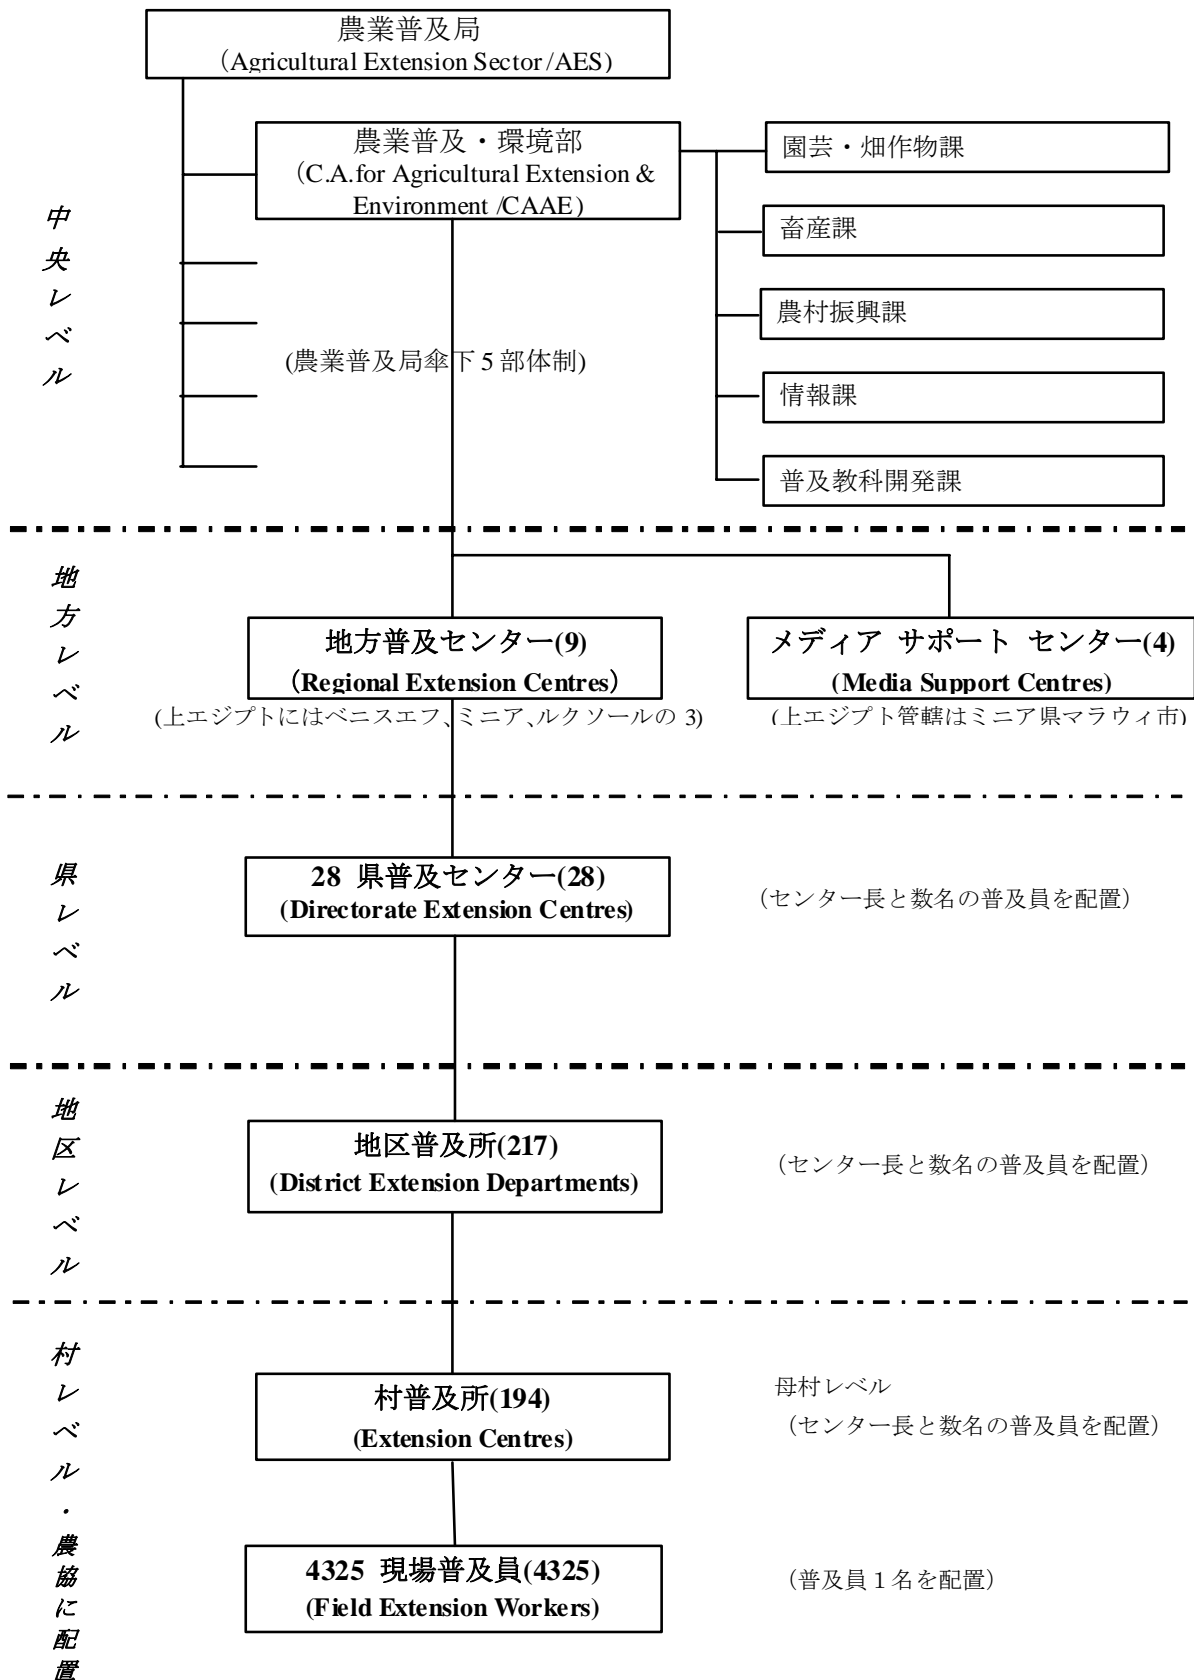 農業普及局
(Agricultural Extension Sector /AES)
農業普及・環境部
(C.A.for Agricultural Extension &
Environment /CAAE)
園芸・畑作物課
畜産課
農村振興課
情報課
普及教科開発課
(農業普及局傘下 5 部体制)
中央レベル
地方レベル
地方普及センター(9)
(Regional Extension Centres)
(上エジプトにはベニスエフ、ミニア、ルクソールの 3)
メディア サポート センター(4)
(Media Support Centres)
(上エジプト管轄はミニア県マラウィ市)
県レベル
28 県普及センター(28)
(Directorate Extension Centres)
(センター長と数名の普及員を配置)
地区レベル
地区普及所(217)
(District Extension Departments)
(センター長と数名の普及員を配置)
村レベル・農協に配置
村普及所(194)
(Extension Centres)
母村レベル
(センター長と数名の普及員を配置)
4325 現場普及員(4325)
(Field Extension Workers)
(普及員１名を配置)